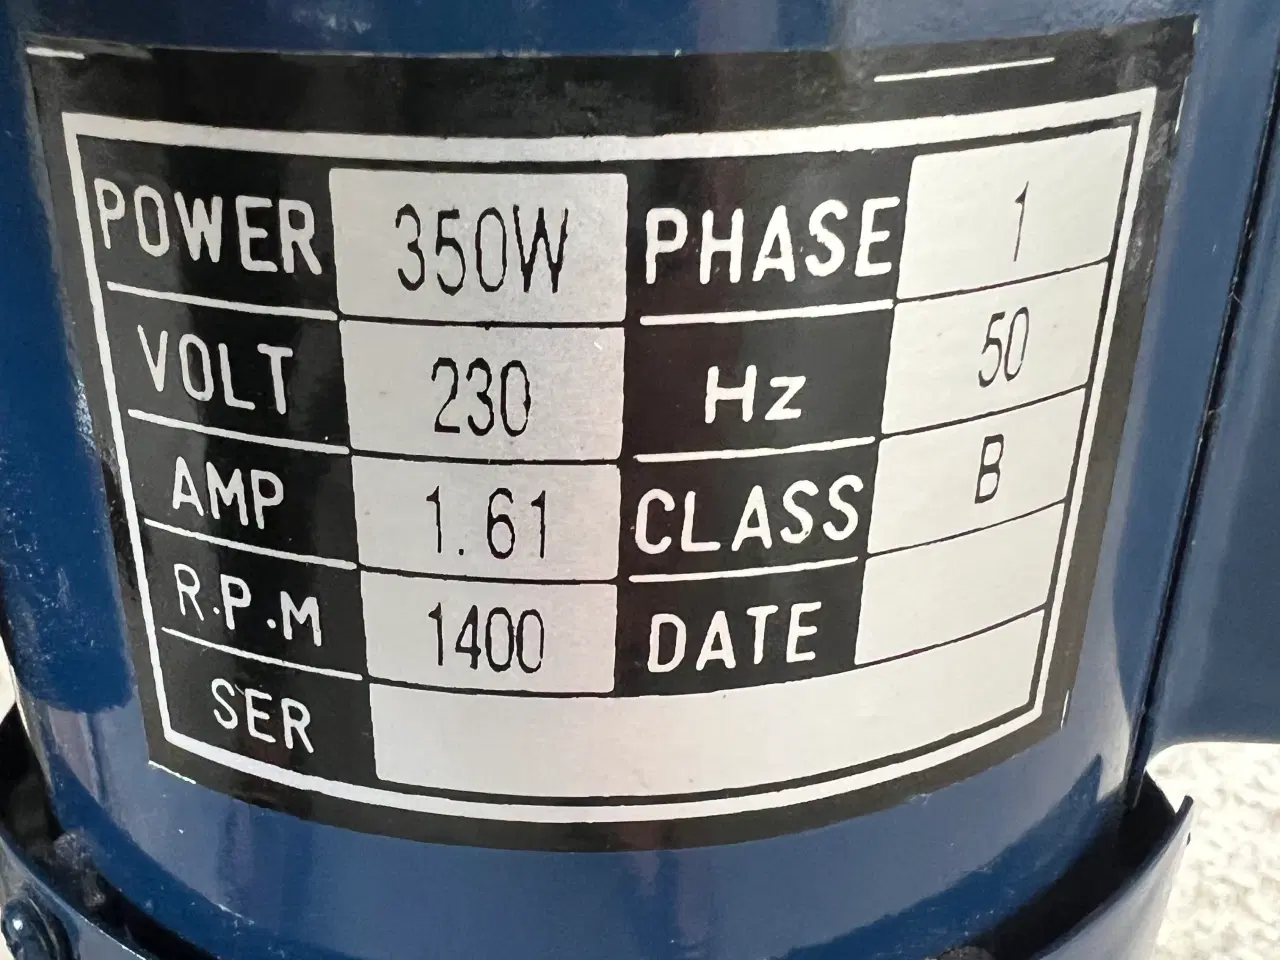 POWER 350W PHASE 1
VOLT 230 Hz 50
AMP 1.61 CLASS B
R.P.M 1400 DATE
SER